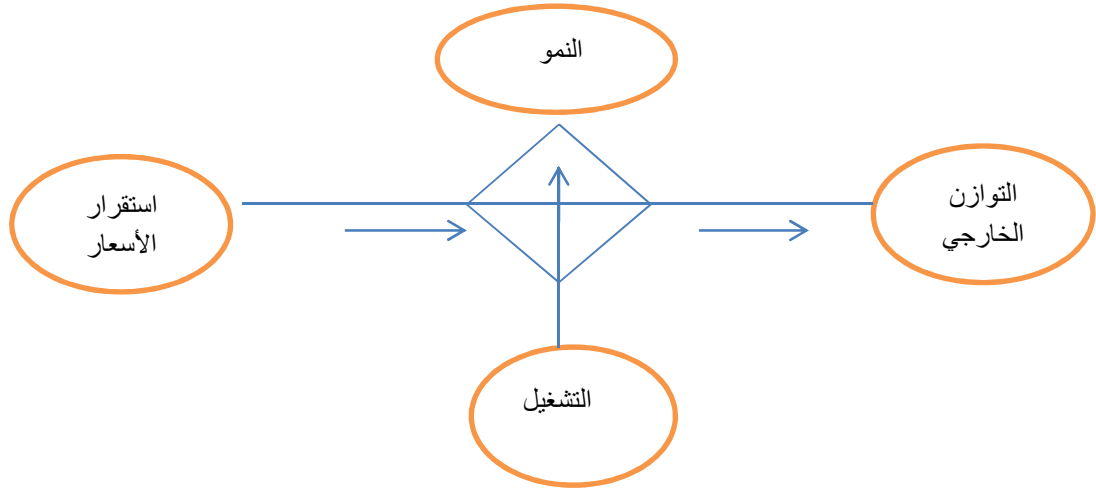 النمو
استقرار
الأسعار
التوازن
الخارجي
التشغيل